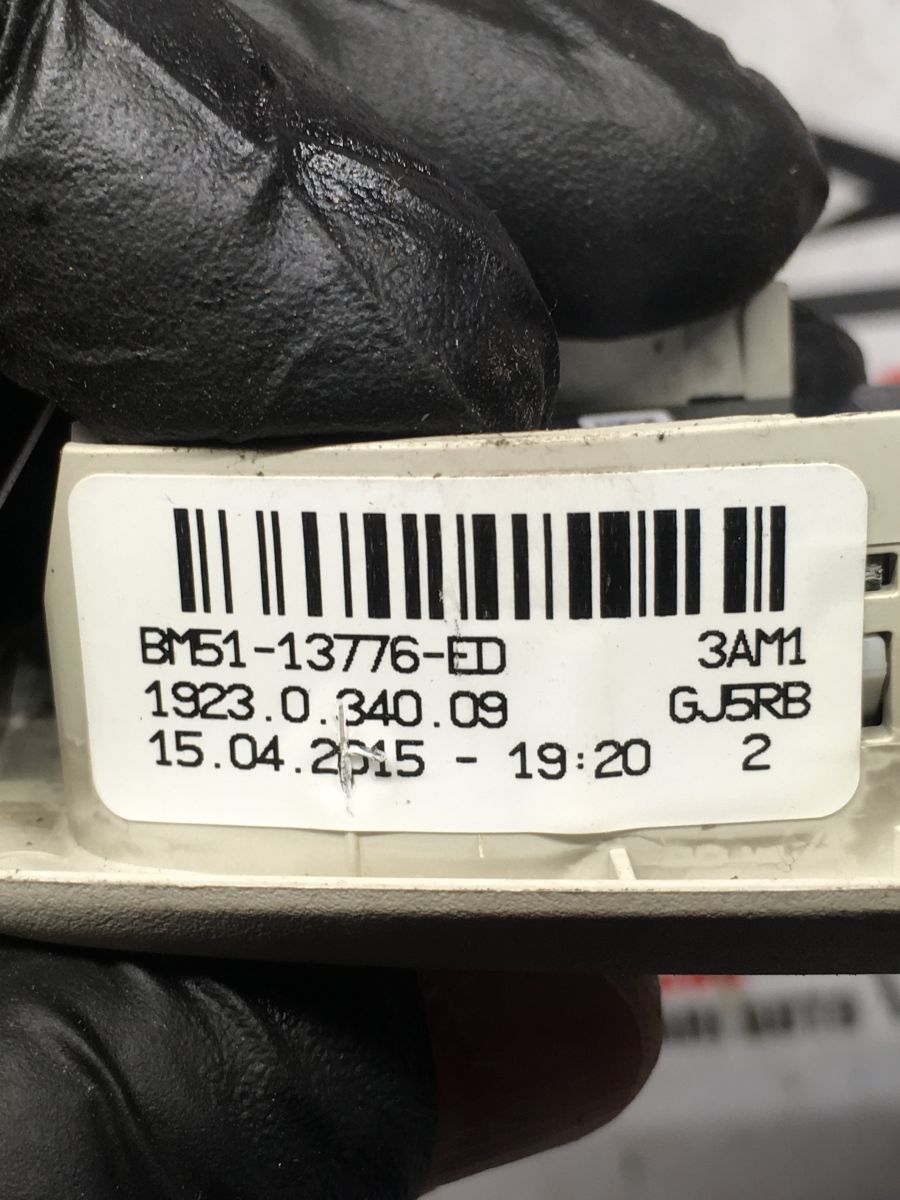 BM51-13776-ED 3AM1
1923.0.340.09 GJ5RB
15.04.2015 - 19:20 2